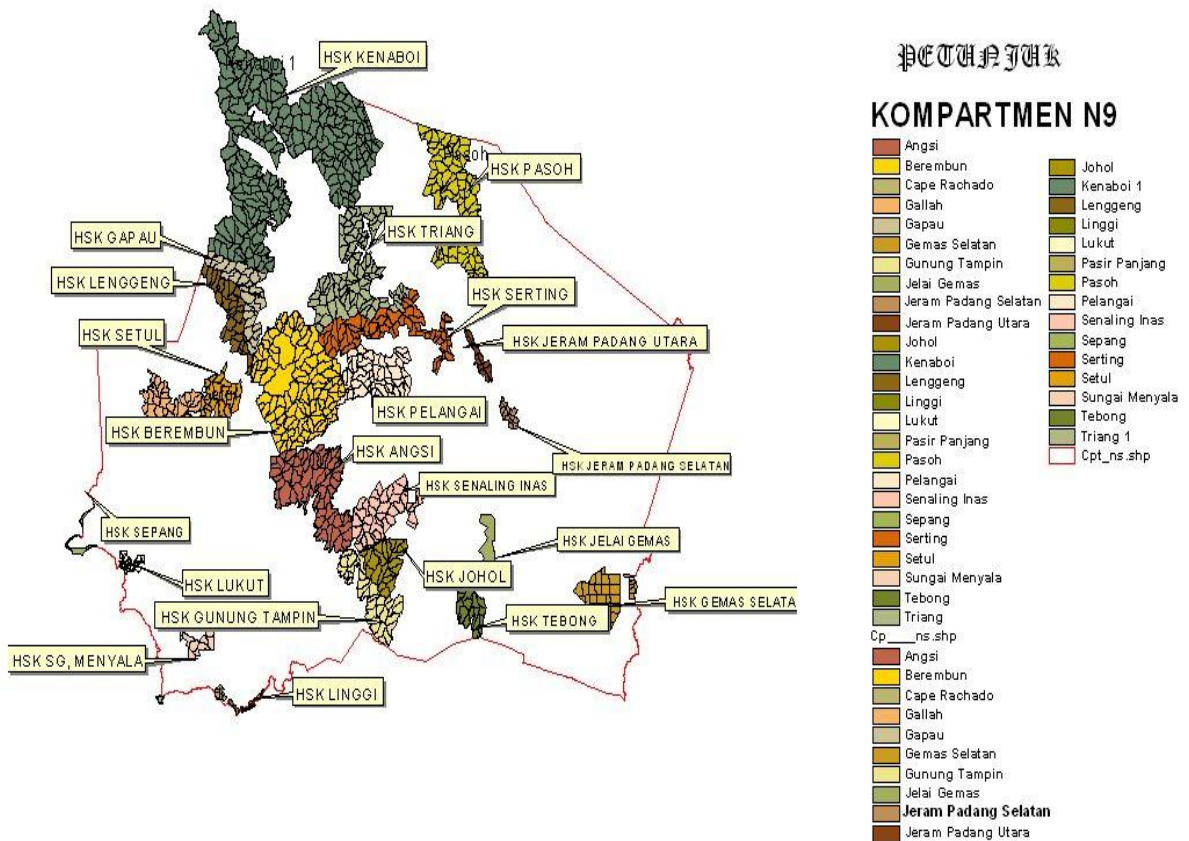 HSK KENABOI
Kenaboi 1
Pasoh
HSK PASOH
HSK TRIANG
HSK GAPAU
HSK LENGGENG
HSK SERTING
HSK SETUL
HSK JERAM PADANG UTARA
HSK PELANGAI
HSK BEREMBUN
HSK ANGSI
HSK JERAM PADANG SELATAN
HSK SENALING INAS
HSK SEPANG
HSK JELAI GEMAS
HSK JOHOL
HSK LUKUT
HSK GEMAS SELATA
HSK GUNUNG TAMPIN
HSK TEBONG
HSK SG, MENYALA
HSK LINGGI
PETUNJUK
KOMPARTMEN N9
Angsi
Berembun
Cape Rachado
Gallah
Gapau
Gemas Selatan
Gunung Tampin
Jelai Gemas
Jeram Padang Selatan
Jeram Padang Utara
Johol
Kenaboi
Lenggeng
Linggi
Lukut
Pasir Panjang
Pasoh
Pelangai
Senaling Inas
Sepang
Serting
Setul
Sungai Menyala
Tebong
Triang
Cp___ns.shp
Angsi
Berembun
Cape Rachado
Gallah
Gapau
Gemas Selatan
Gunung Tampin
Jelai Gemas
Jeram Padang Selatan
Jeram Padang Utara
Johol
Kenaboi 1
Lenggeng
Linggi
Lukut
Pasir Panjang
Pasoh
Pelangai
Senaling Inas
Sepang
Serting
Setul
Sungai Menyala
Tebong
Triang 1
Cpt_ns.shp